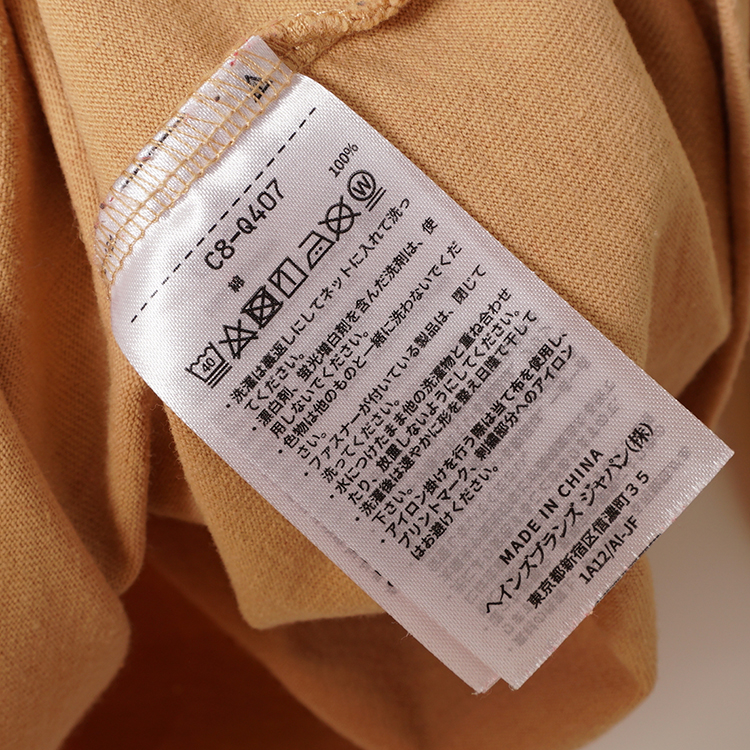 C8-Q407
綿 100%
40 W
・洗濯は裏返しにしてネットに入れて洗っ
てください。
・漂白剤、蛍光増白剤を含んだ洗剤は、使
用しないでください。
・色物は他のものと一緒に洗わないでくだ
さい。
・ファスナーが付いている製品は、閉じて
洗ってください。
・水につけたまま他の洗濯物と重ね合わせ
たり、放置しないようにしてください。
・洗濯後は速やかに形を整え日陰で干して
下さい。
・アイロン掛けを行う際は当て布を使用し、
プリントマーク、刺繍部分へのアイロン
はお避けください。
MADE IN CHINA
ヘインズブランズ ジャパン(株)
東京都新宿区信濃町35
1A12/AI-JF